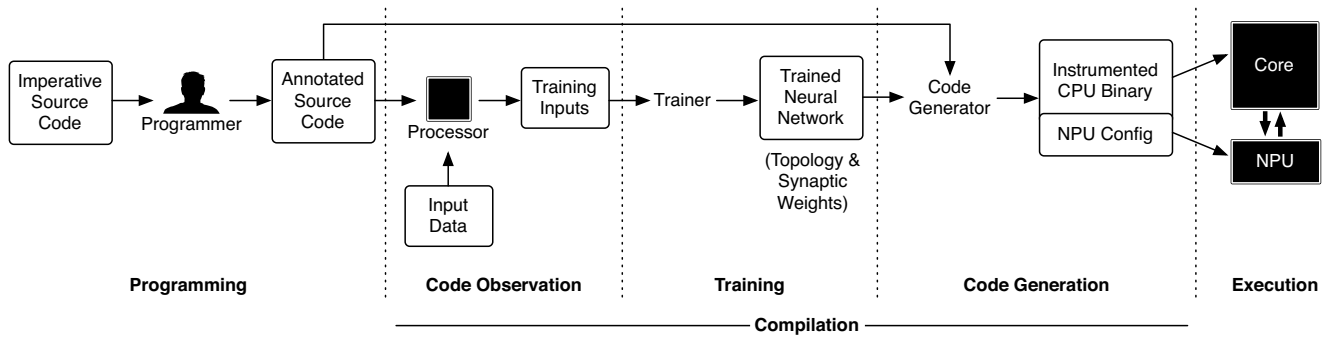 Imperative
Source
Code
Programmer
Annotated
Source
Code
Processor
Input
Data
Training
Inputs
Trainer
Trained
Neural
Network
(Topology &
Synaptic
Weights)
Code
Generator
Instrumented
CPU Binary
NPU Config
Core
NPU
Programming
Code Observation
Training
Code Generation
Execution
Compilation